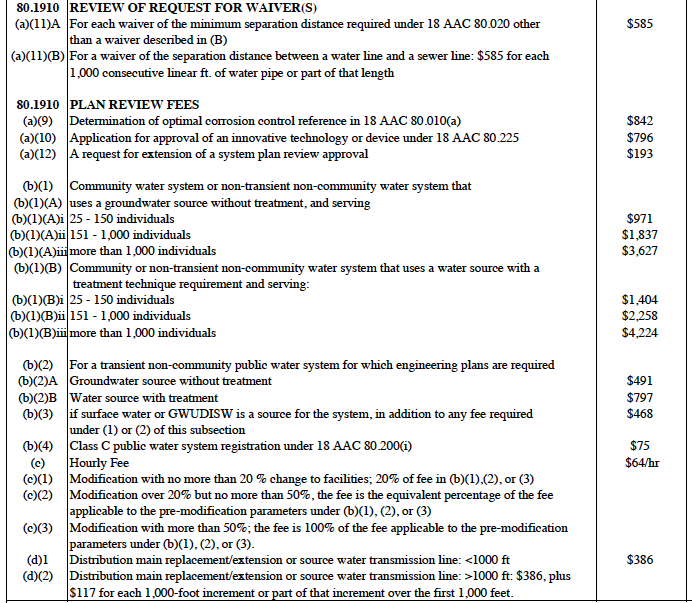 80.1910 REVIEW OF REQUEST FOR WAIVER(S)
(a)(11)A For each waiver of the minimum separation distance required under 18 AAC 80.020 other $585
than a waiver described in (B)
(a)(11)(B) For a waiver of the separation distance between a water line and a sewer line: $585 for each
1,000 consecutive linear ft. of water pipe or part of that length
80.1910 PLAN REVIEW FEES
(a)(9) Determination of optimal corrosion control reference in 18 AAC 80.010(a) $842
(a)(10) Application for approval of an innovative technology or device under 18 AAC 80.225 $796
(a)(12) A request for extension of a system plan review approval $193
(b)(1) Community water system or non-transient non-community water system that
(b)(1)(A) uses a groundwater source without treatment, and serving
(b)(1)(A)i 25 - 150 individuals $971
(b)(1)(A)ii 151 - 1,000 individuals $1,837
(b)(1)(A)iii more than 1,000 individuals $3,627
(b)(1)(B) Community or non-transient non-community water system that uses a water source with a
treatment technique requirement and serving:
(b)(1)(B)i 25 - 150 individuals $1,404
(b)(1)(B)ii 151 - 1,000 individuals $2,258
(b)(1)(B)iii more than 1,000 individuals $4,224
(b)(2) For a transient non-community public water system for which engineering plans are required
(b)(2)A Groundwater source without treatment $491
(b)(2)B Water source with treatment $797
(b)(3) if surface water or GWUDISW is a source for the system, in addition to any fee required $468
under (1) or (2) of this subsection
(b)(4) Class C public water system registration under 18 AAC 80.200(i) $75
(c) Hourly Fee $64/hr
(c)(1) Modification with no more than 20 % change to facilities; 20% of fee in (b)(1),(2), or (3)
(c)(2) Modification over 20% but no more than 50%, the fee is the equivalent percentage of the fee
applicable to the pre-modification parameters under (b)(1), (2), or (3)
(c)(3) Modification with more than 50%; the fee is 100% of the fee applicable to the pre-modification
parameters under (b)(1), (2), or (3).
(d)1 Distribution main replacement/extension or source water transmission line: <1000 ft $386
(d)(2) Distribution main replacement/extension or source water transmission line: >1000 ft: $386, plus
$117 for each 1,000-foot increment or part of that increment over the first 1,000 feet.